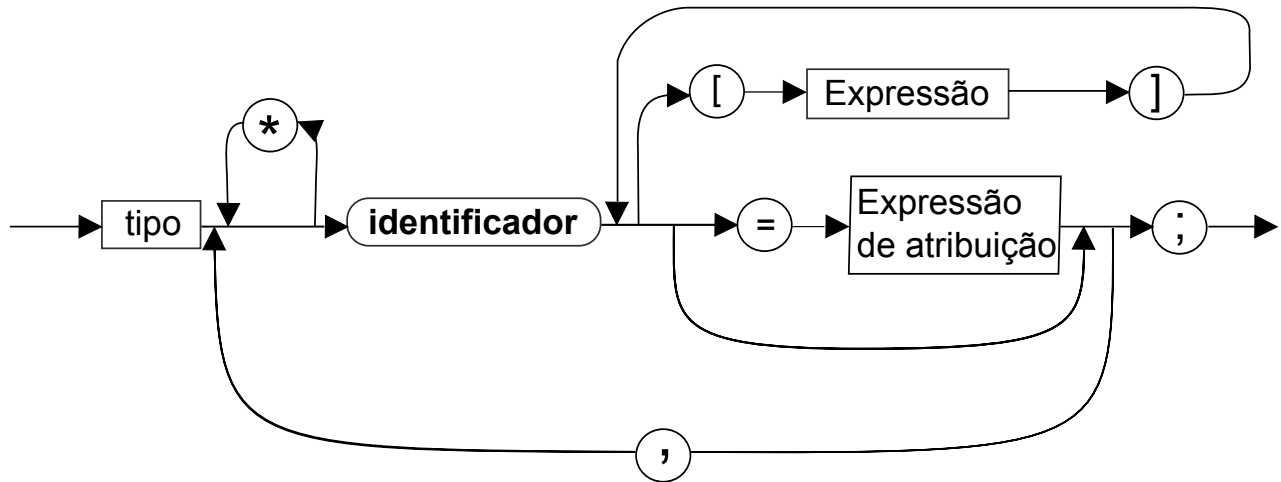 [ Expressão ]
*
tipo identificador = Expressão de atribuição ;
,